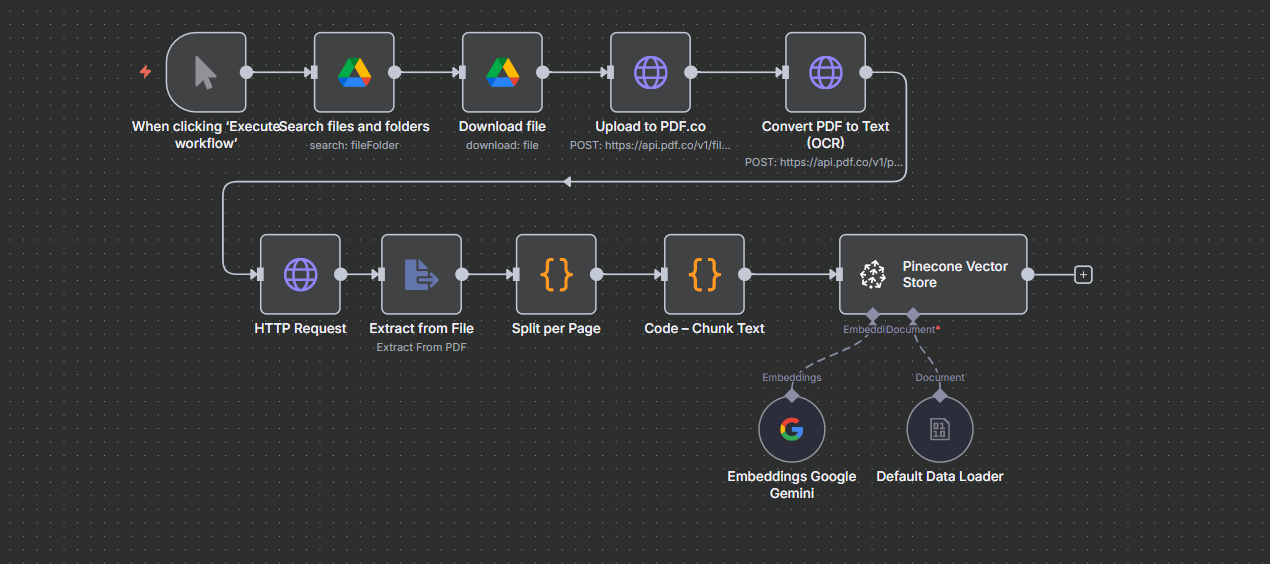 When clicking ‘Execute
workflow’
Search files and folders
search: fileFolder
Download file
download: file
Upload to PDF.co
POST: https://api.pdf.co/v1/fil...
Convert PDF to Text
(OCR)
POST: https://api.pdf.co/v1/p...
HTTP Request
Extract from File
Extract From PDF
Split per Page
Code – Chunk Text
Pinecone Vector
Store
Embeddi
Document*
Embeddings
Document
Embeddings Google
Gemini
Default Data Loader